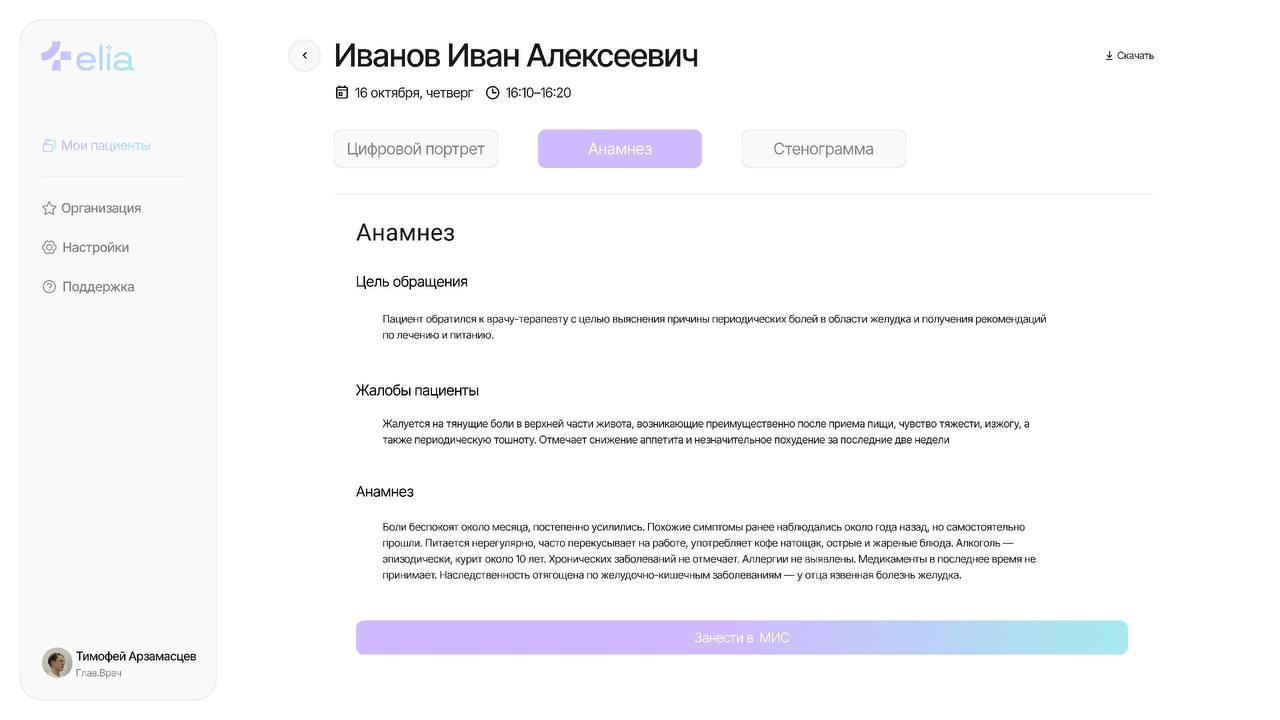 elia
Мои пациенты
Организация
Настройки
Поддержка
Тимофей Арзамасцев
Глав.Врач
Иванов Иван Алексеевич
Скачать
16 октября, четверг 16:10–16:20
Цифровой портрет
Анамнез
Стенограмма
Анамнез
Цель обращения
Пациент обратился к врачу-терапевту с целью выяснения причины периодических болей в области желудка и получения рекомендаций
по лечению и питанию.
Жалобы пациенты
Жалуется на тянущие боли в верхней части живота, возникающие преимущественно после приема пищи, чувство тяжести, изжогу, а
также периодическую тошноту. Отмечает снижение аппетита и незначительное похудение за последние две недели
Анамнез
Боли беспокоят около месяца, постепенно усилились. Похожие симптомы ранее наблюдались около года назад, но самостоятельно
прошли. Питается нерегулярно, часто перекусывает на работе, употребляет кофе натощак, острые и жареные блюда. Алкоголь —
эпизодически, курит около 10 лет. Хронических заболеваний не отмечает. Аллергии не выявлены. Медикаменты в последнее время не
принимает. Наследственность отягощена по желудочно-кишечным заболеваниям — у отца язвенная болезнь желудка.
Занести в МИС